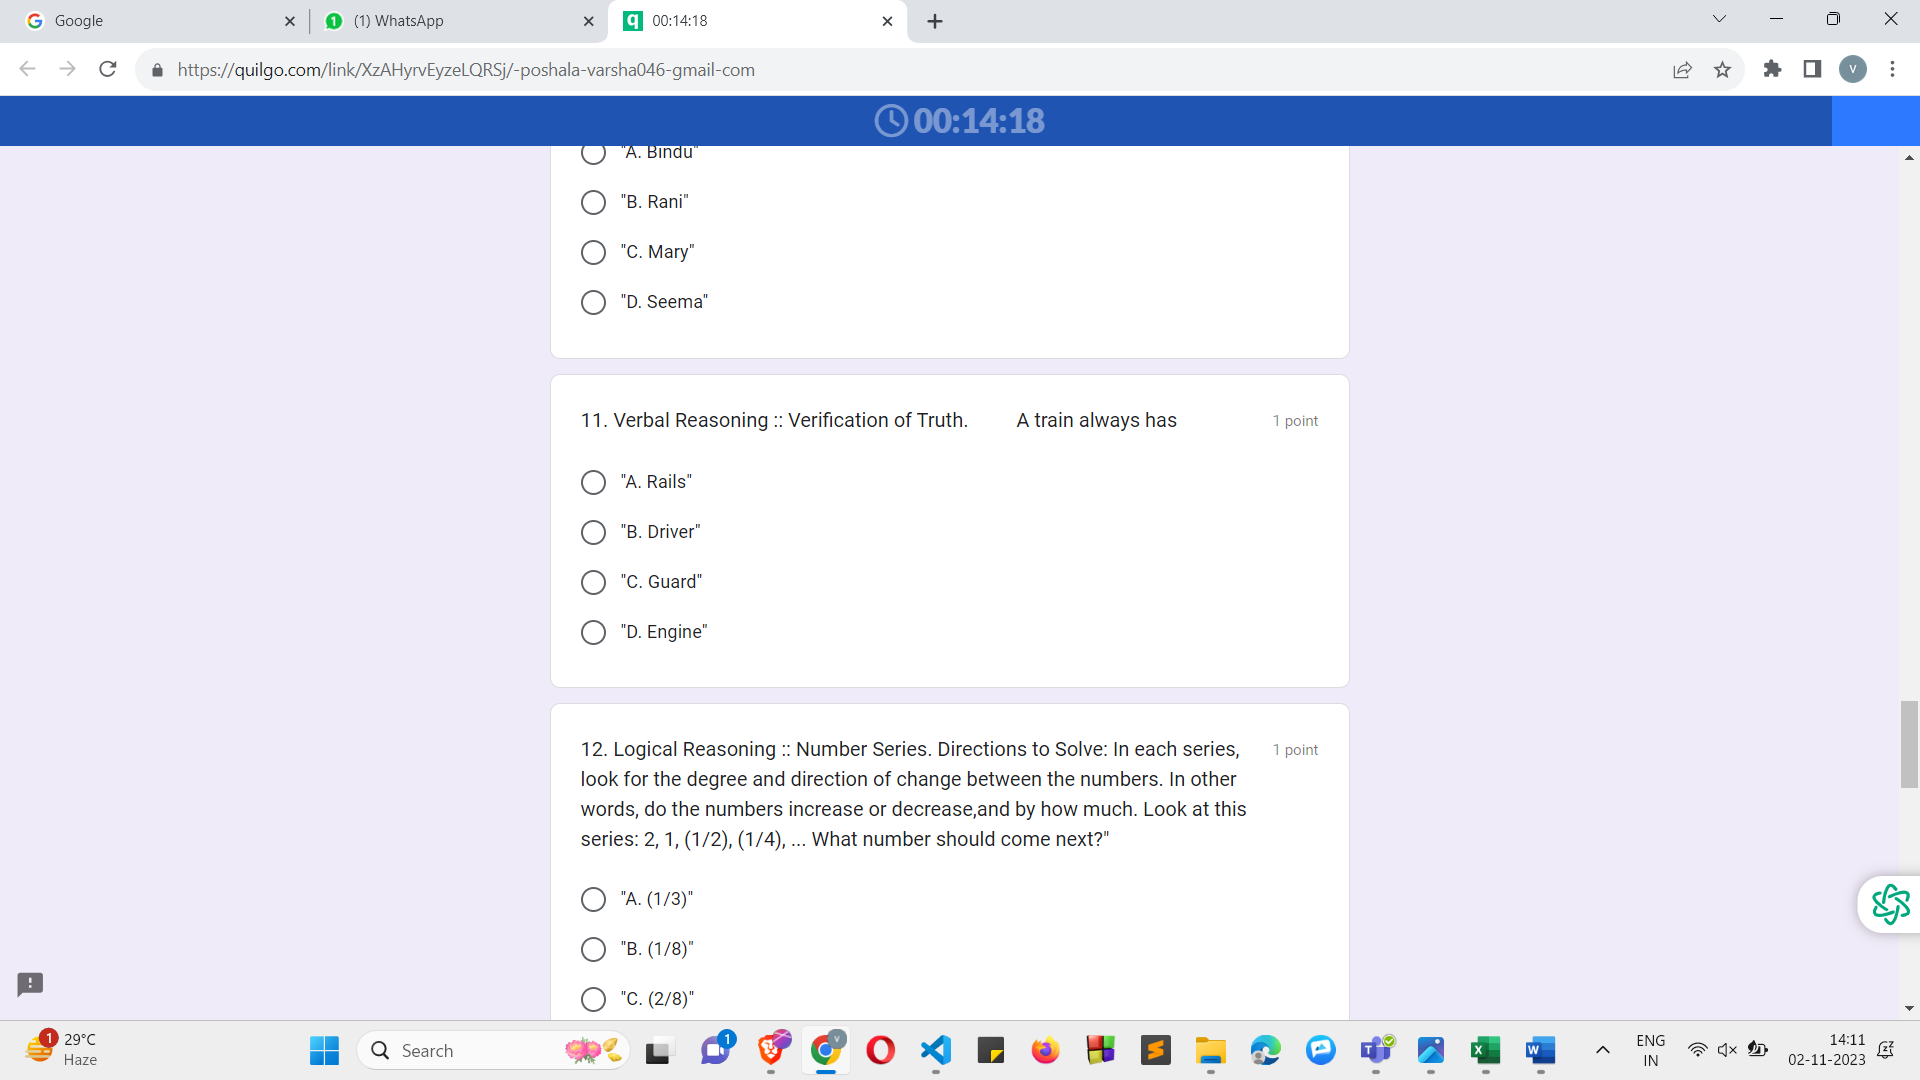 Google
(1) WhatsApp
00:14:18
https://quilgo.com/link/XzAHyrvEyzeLQRSj/-poshala-varsha046-gmail-com
V
00:14:18
"A. Bindu"
"B. Rani"
"C. Mary"
"D. Seema"
11. Verbal Reasoning :: Verification of Truth. A train always has
1 point
"A. Rails"
"B. Driver"
"C. Guard"
"D. Engine"
12. Logical Reasoning :: Number Series. Directions to Solve: In each series,
1 point
look for the degree and direction of change between the numbers. In other
words, do the numbers increase or decrease,and by how much. Look at this
series: 2, 1, (1/2), (1/4), ... What number should come next?"
"A. (1/3)"
"B. (1/8)"
"C. (2/8)"
1
29°C
Haze
Search
1
V
ENG
IN
14:11
02-11-2023